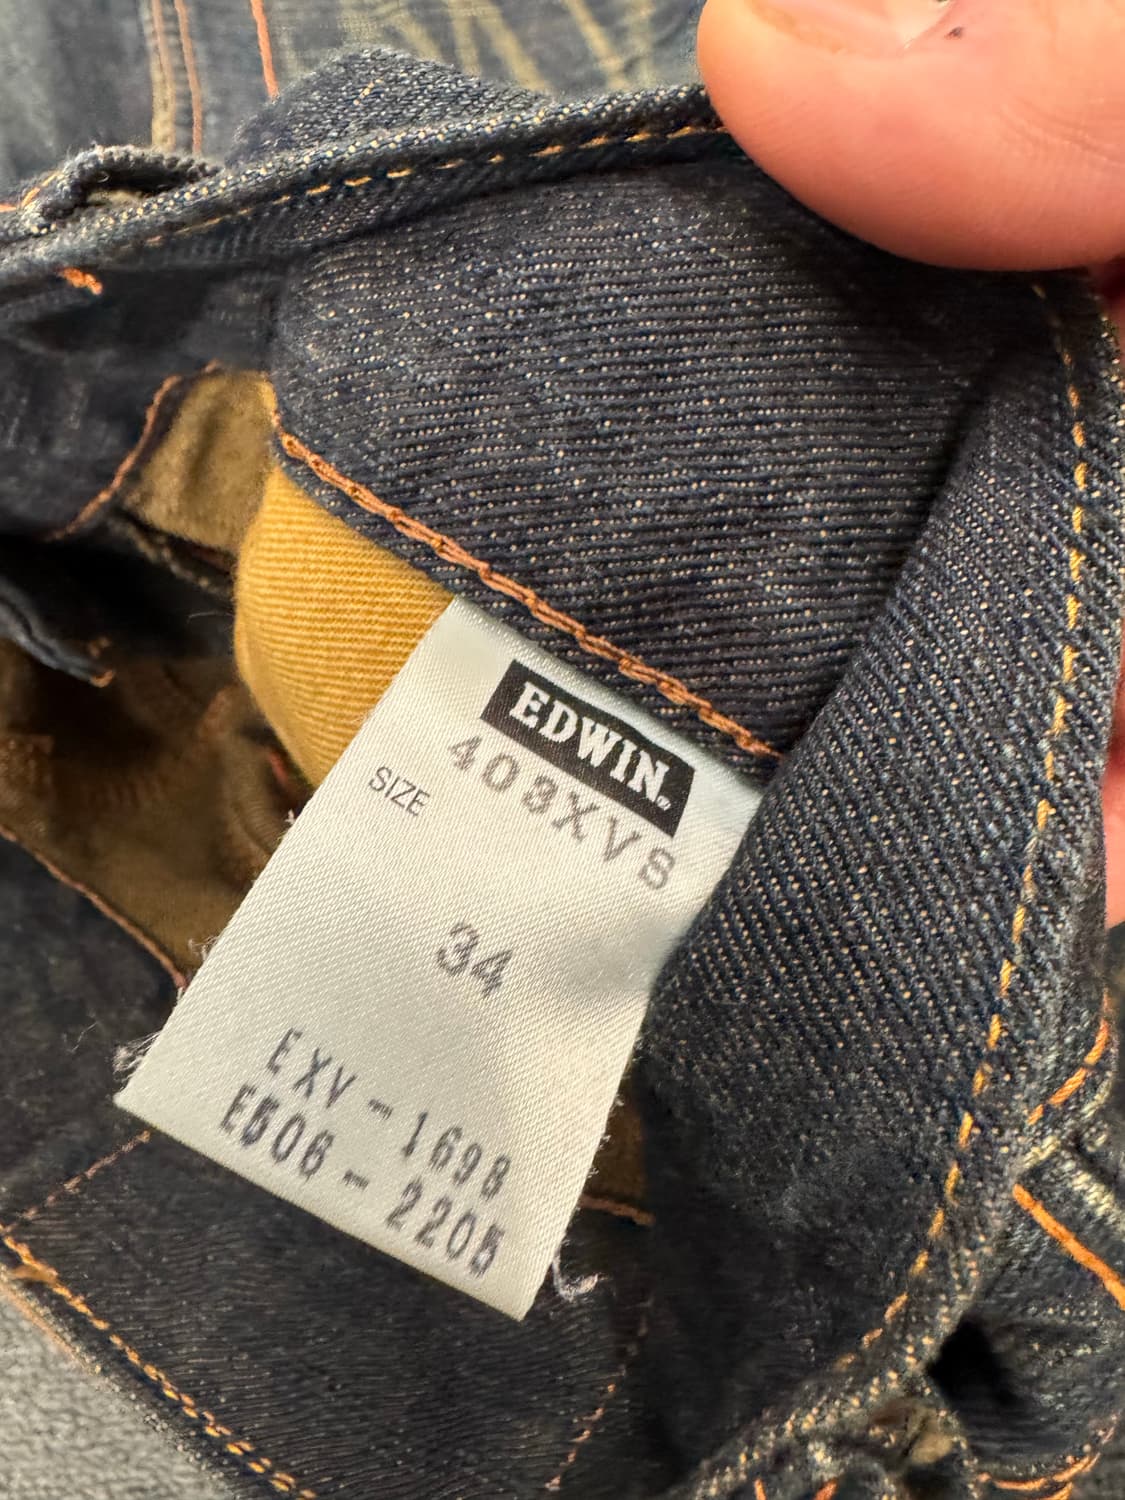 EDWIN®
403XVS
SIZE
34
EXV-1698
E506-2205